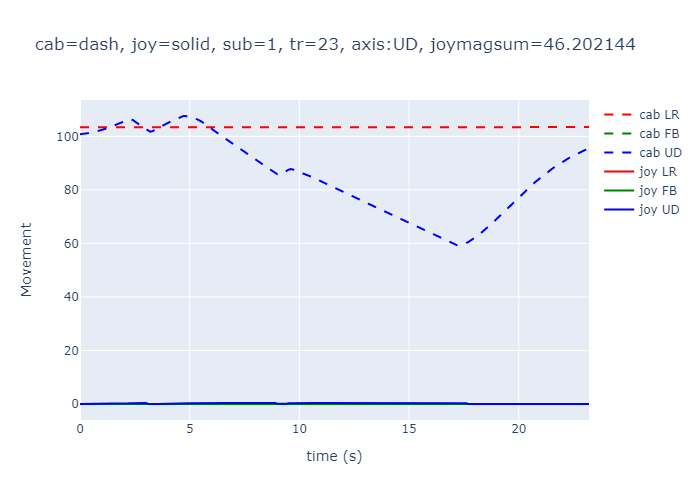 cab=dash, joy=solid, sub=1, tr=23, axis:UD, joymagsum=46.202144
cab LR
cab FB
cab UD
joy LR
joy FB
joy UD
Movement
100
80
60
40
20
0
0 5 10 15 20
time (s)